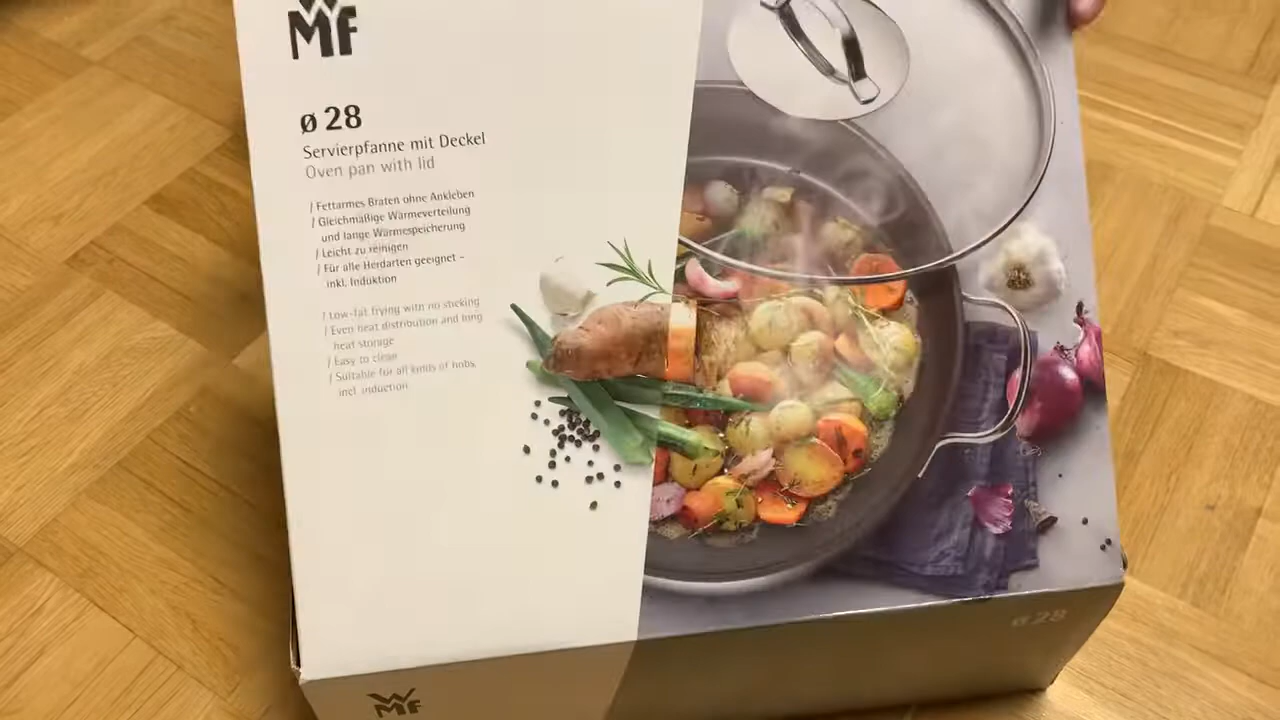 WMF
ø 28
Servierpfanne mit Deckel
Oven pan with lid
/ Fettarmes Braten ohne Ankleben
/ Gleichmäßige Wärmeverteilung
und lange Wärmespeicherung
/ Leicht zu reinigen
/ Für alle Herdarten geeignet –
inkl. Induktion
/ Low-fat frying with no sticking
/ Even heat distribution and long
heat storage
/ Easy to clean
/ Suitable for all kinds of hobs,
incl. induction
ø 28
WMF